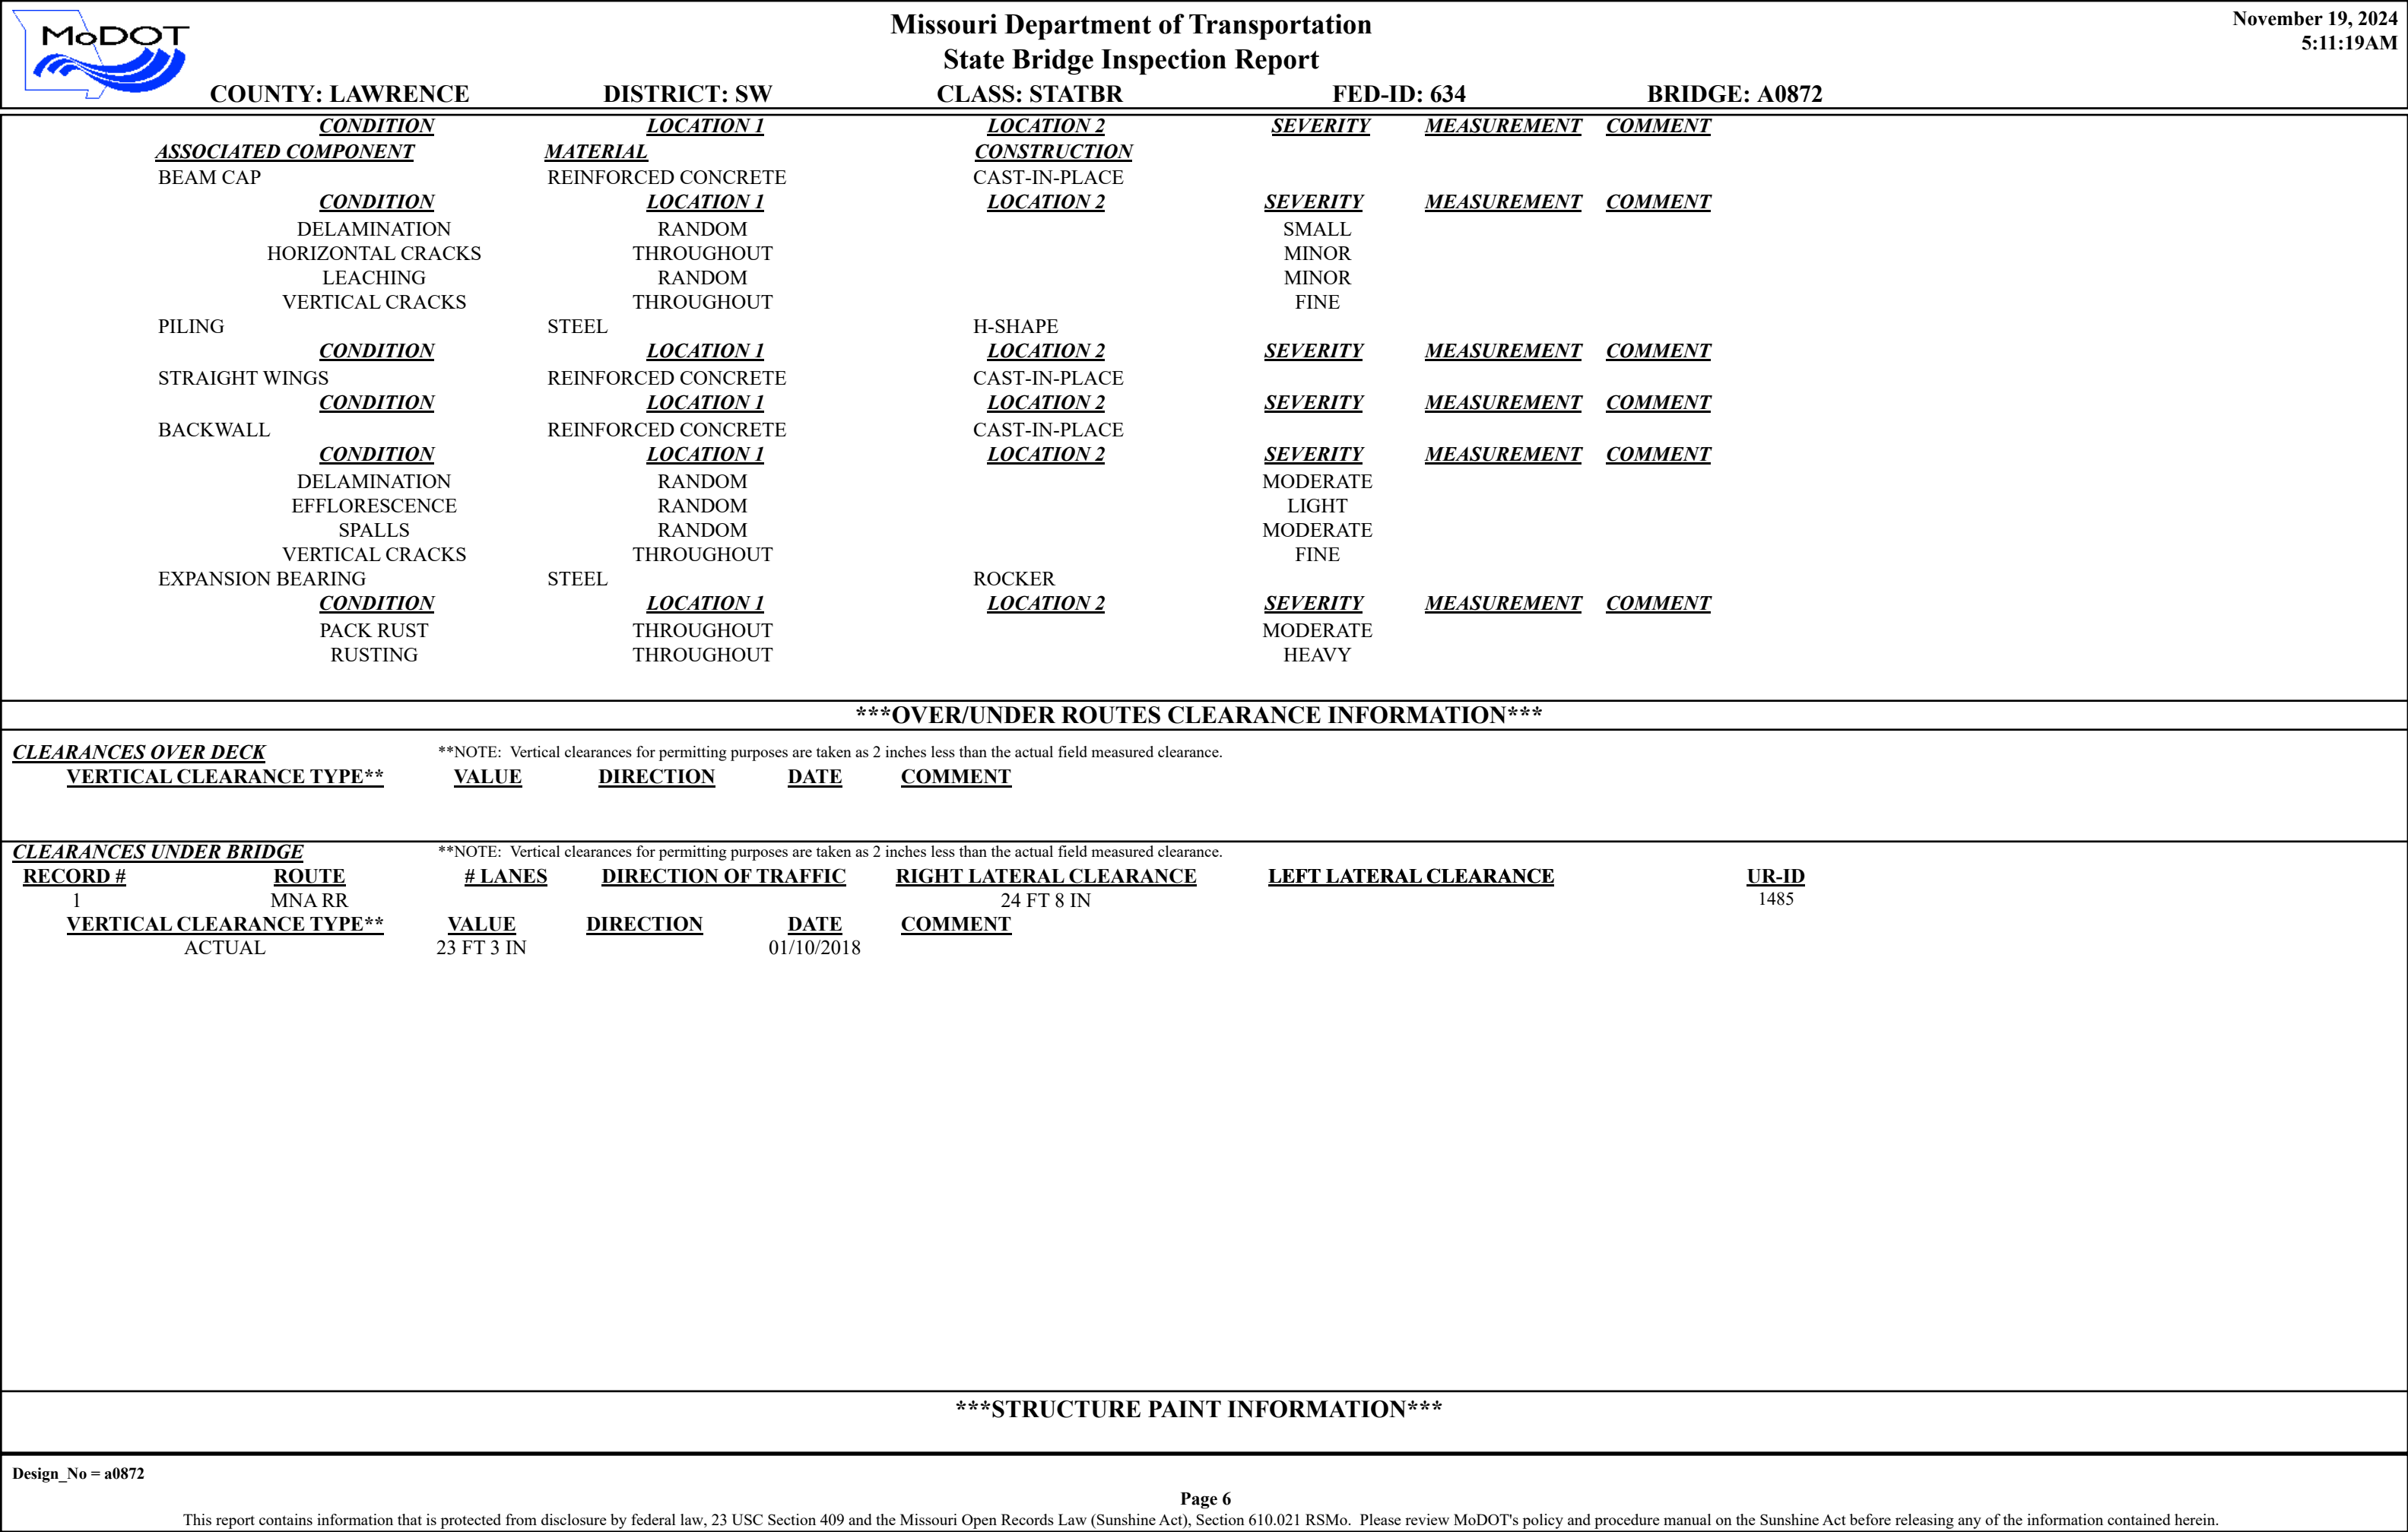 MoDOT
Missouri Department of Transportation
State Bridge Inspection Report
November 19, 2024
5:11:19AM
COUNTY: LAWRENCE DISTRICT: SW CLASS: STATBR FED-ID: 634 BRIDGE: A0872
CONDITION LOCATION 1 LOCATION 2 SEVERITY MEASUREMENT COMMENT
ASSOCIATED COMPONENT MATERIAL CONSTRUCTION
BEAM CAP REINFORCED CONCRETE CAST-IN-PLACE
CONDITION LOCATION 1 LOCATION 2 SEVERITY MEASUREMENT COMMENT
DELAMINATION RANDOM SMALL
HORIZONTAL CRACKS THROUGHOUT MINOR
LEACHING RANDOM MINOR
VERTICAL CRACKS THROUGHOUT FINE
PILING STEEL H-SHAPE
CONDITION LOCATION 1 LOCATION 2 SEVERITY MEASUREMENT COMMENT
STRAIGHT WINGS REINFORCED CONCRETE CAST-IN-PLACE
CONDITION LOCATION 1 LOCATION 2 SEVERITY MEASUREMENT COMMENT
BACKWALL REINFORCED CONCRETE CAST-IN-PLACE
CONDITION LOCATION 1 LOCATION 2 SEVERITY MEASUREMENT COMMENT
DELAMINATION RANDOM MODERATE
EFFLORESCENCE RANDOM LIGHT
SPALLS RANDOM MODERATE
VERTICAL CRACKS THROUGHOUT FINE
EXPANSION BEARING STEEL ROCKER
CONDITION LOCATION 1 LOCATION 2 SEVERITY MEASUREMENT COMMENT
PACK RUST THROUGHOUT MODERATE
RUSTING THROUGHOUT HEAVY
***OVER/UNDER ROUTES CLEARANCE INFORMATION***
CLEARANCES OVER DECK **NOTE: Vertical clearances for permitting purposes are taken as 2 inches less than the actual field measured clearance.
VERTICAL CLEARANCE TYPE** VALUE DIRECTION DATE COMMENT
CLEARANCES UNDER BRIDGE **NOTE: Vertical clearances for permitting purposes are taken as 2 inches less than the actual field measured clearance.
RECORD # ROUTE # LANES DIRECTION OF TRAFFIC RIGHT LATERAL CLEARANCE LEFT LATERAL CLEARANCE UR-ID
1 MNA RR 24 FT 8 IN 1485
VERTICAL CLEARANCE TYPE** VALUE DIRECTION DATE COMMENT
ACTUAL 23 FT 3 IN 01/10/2018
***STRUCTURE PAINT INFORMATION***
Design_No = a0872
Page 6
This report contains information that is protected from disclosure by federal law, 23 USC Section 409 and the Missouri Open Records Law (Sunshine Act), Section 610.021 RSMo. Please review MoDOT's policy and procedure manual on the Sunshine Act before releasing any of the information contained herein.